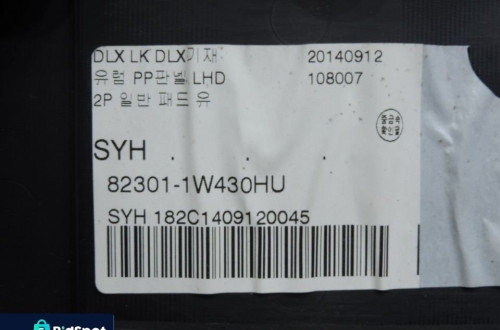 DLX LK DLX기재 20140912
유럽 PP판넬 LHD 108007
2P 일반 패드 유
SYH . . .
82301-1W430HU
SYH 182C1409120045
BidSpot